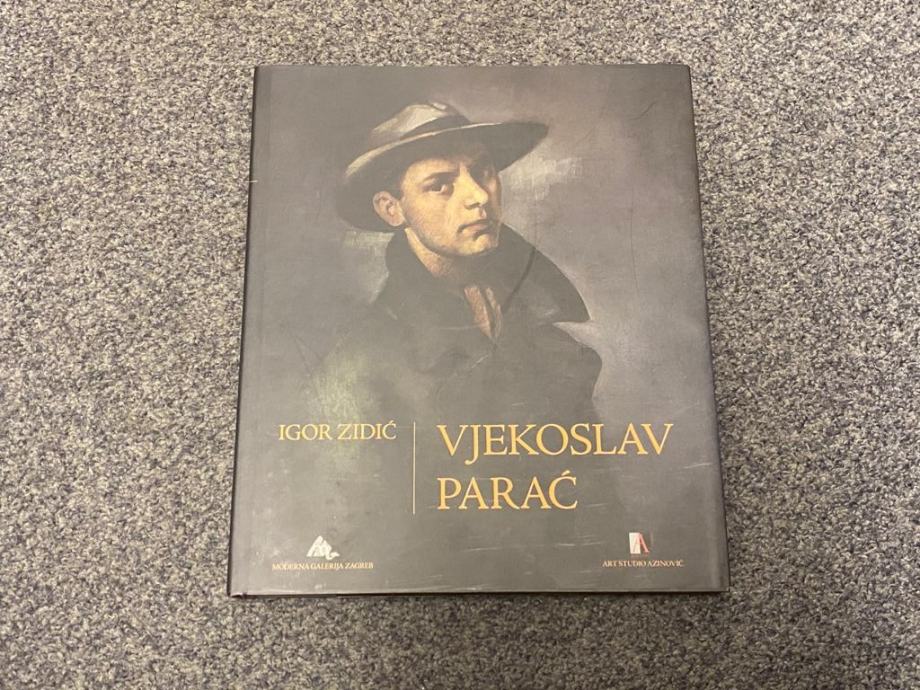 IGOR ZIDIĆ
VJEKOSLAV
PARAĆ
MODERNA GALERIJA ZAGREB
ART STUDIO AZINOVIĆ